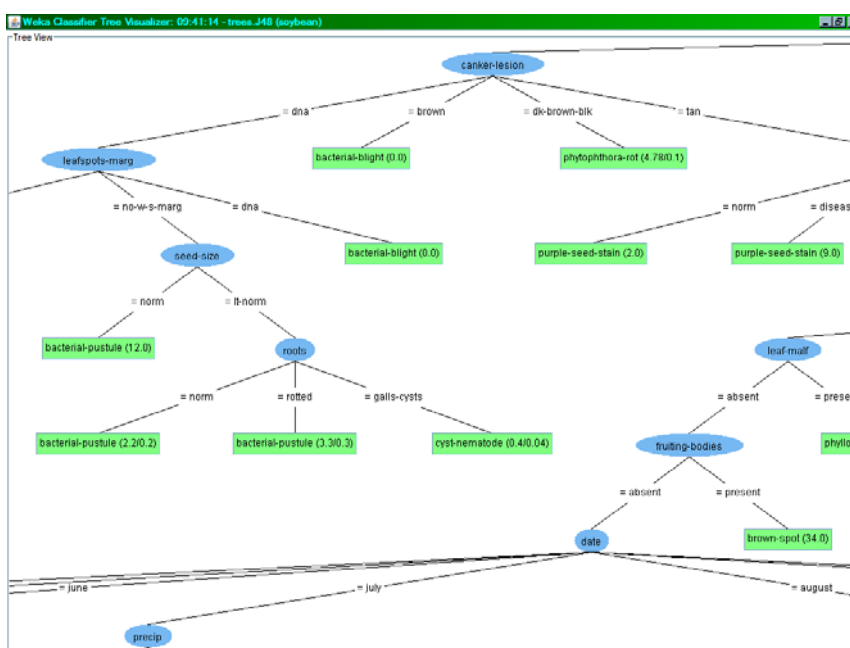 Weka Classifier Tree Visualizer: 09:41:14 - trees.J48 (soybean)
Tree View
canker-lesion
= dna
= brown
= dk-brown-blk
= tan
leafspots-marg
bacterial-blight (0.0)
phytophthora-rot (4.78/0.1)
= no-w-s-marg
= dna
= norm
= diseas
seed-size
bacterial-blight (0.0)
purple-seed-stain (2.0)
purple-seed-stain (9.0)
= norm
= lt-norm
bacterial-pustule (12.0)
roots
leaf-malf
= norm
= rotted
= galls-cysts
= absent
= prese
bacterial-pustule (2.2/0.2)
bacterial-pustule (3.3/0.3)
cyst-nematode (0.4/0.04)
fruiting-bodies
phyllo
= absent
= present
date
brown-spot (34.0)
= june
= july
= august
precip